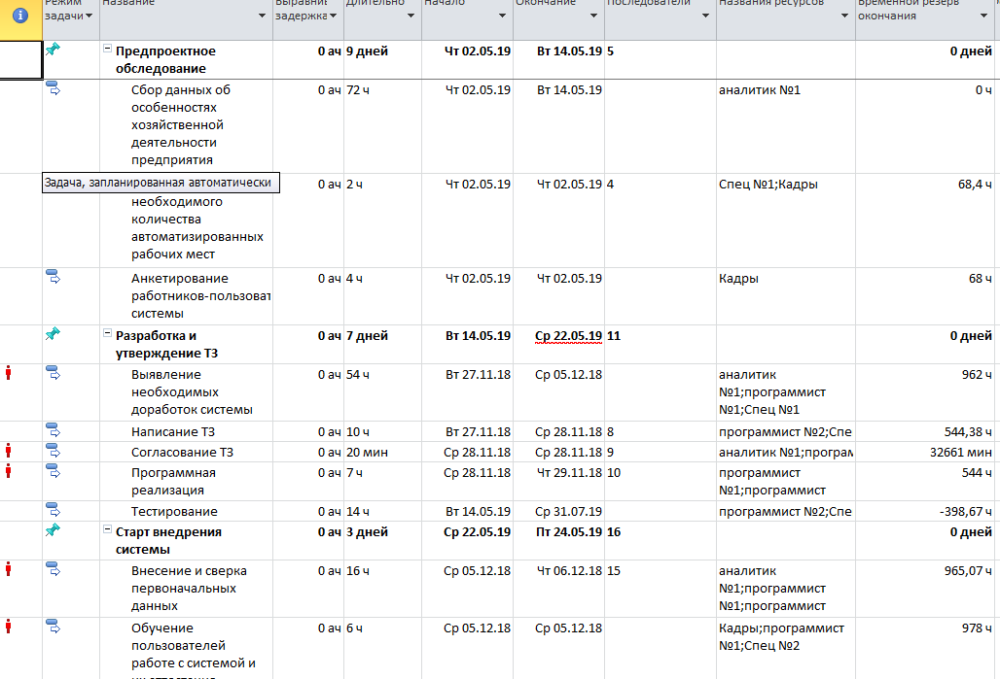 Режим задачи Название Выравни задержка Длительно Начало Окончание Последователи Названия ресурсов Временной резерв окончания
Предпроектное обследование 0 ач 9 дней Чт 02.05.19 Вт 14.05.19 5 0 дней
Сбор данных об особенностях хозяйственной деятельности предприятия 0 ач 72 ч Чт 02.05.19 Вт 14.05.19 аналитик №1 0 ч
Задача, запланированная автоматически
необходимого количества автоматизированных рабочих мест 0 ач 2 ч Чт 02.05.19 Чт 02.05.19 4 Спец №1;Кадры 68,4 ч
Анкетирование работников-пользоват системы 0 ач 4 ч Чт 02.05.19 Чт 02.05.19 Кадры 68 ч
Разработка и утверждение ТЗ 0 ач 7 дней Вт 14.05.19 Ср 22.05.19 11 0 дней
Выявление необходимых доработок системы 0 ач 54 ч Вт 27.11.18 Ср 05.12.18 аналитик №1;программист №1;Спец №1 962 ч
Написание ТЗ 0 ач 10 ч Вт 27.11.18 Ср 28.11.18 8 программист №2;Спе 544,38 ч
Согласование ТЗ 0 ач 20 мин Ср 28.11.18 Ср 28.11.18 9 аналитик №1;програм 32661 мин
Программная реализация 0 ач 7 ч Ср 28.11.18 Чт 29.11.18 10 программист №1;программист 544 ч
Тестирование 0 ач 14 ч Вт 14.05.19 Ср 31.07.19 программист №2;Спе -398,67 ч
Старт внедрения системы 0 ач 3 дней Ср 22.05.19 Пт 24.05.19 16 0 дней
Внесение и сверка первоначальных данных 0 ач 16 ч Ср 05.12.18 Чт 06.12.18 15 аналитик №1;программист №1;программист 965,07 ч
Обучение пользователей работе с системой и 0 ач 6 ч Ср 05.12.18 Ср 05.12.18 Кадры;программист №1;Спец №2 978 ч